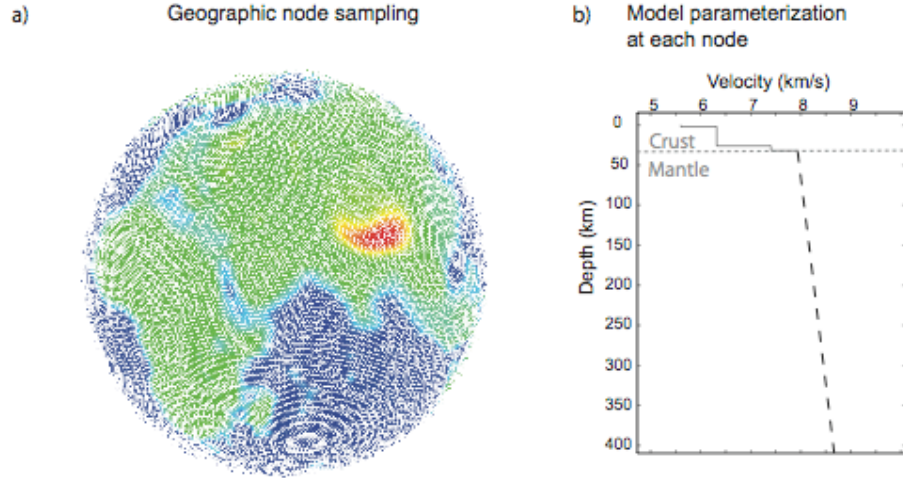 a)
Geographic node sampling
b)
Model parameterization
at each node
Velocity (km/s)
5 6 7 8 9
0
50
100
150
200
250
300
350
400
Depth (km)
Crust
Mantle